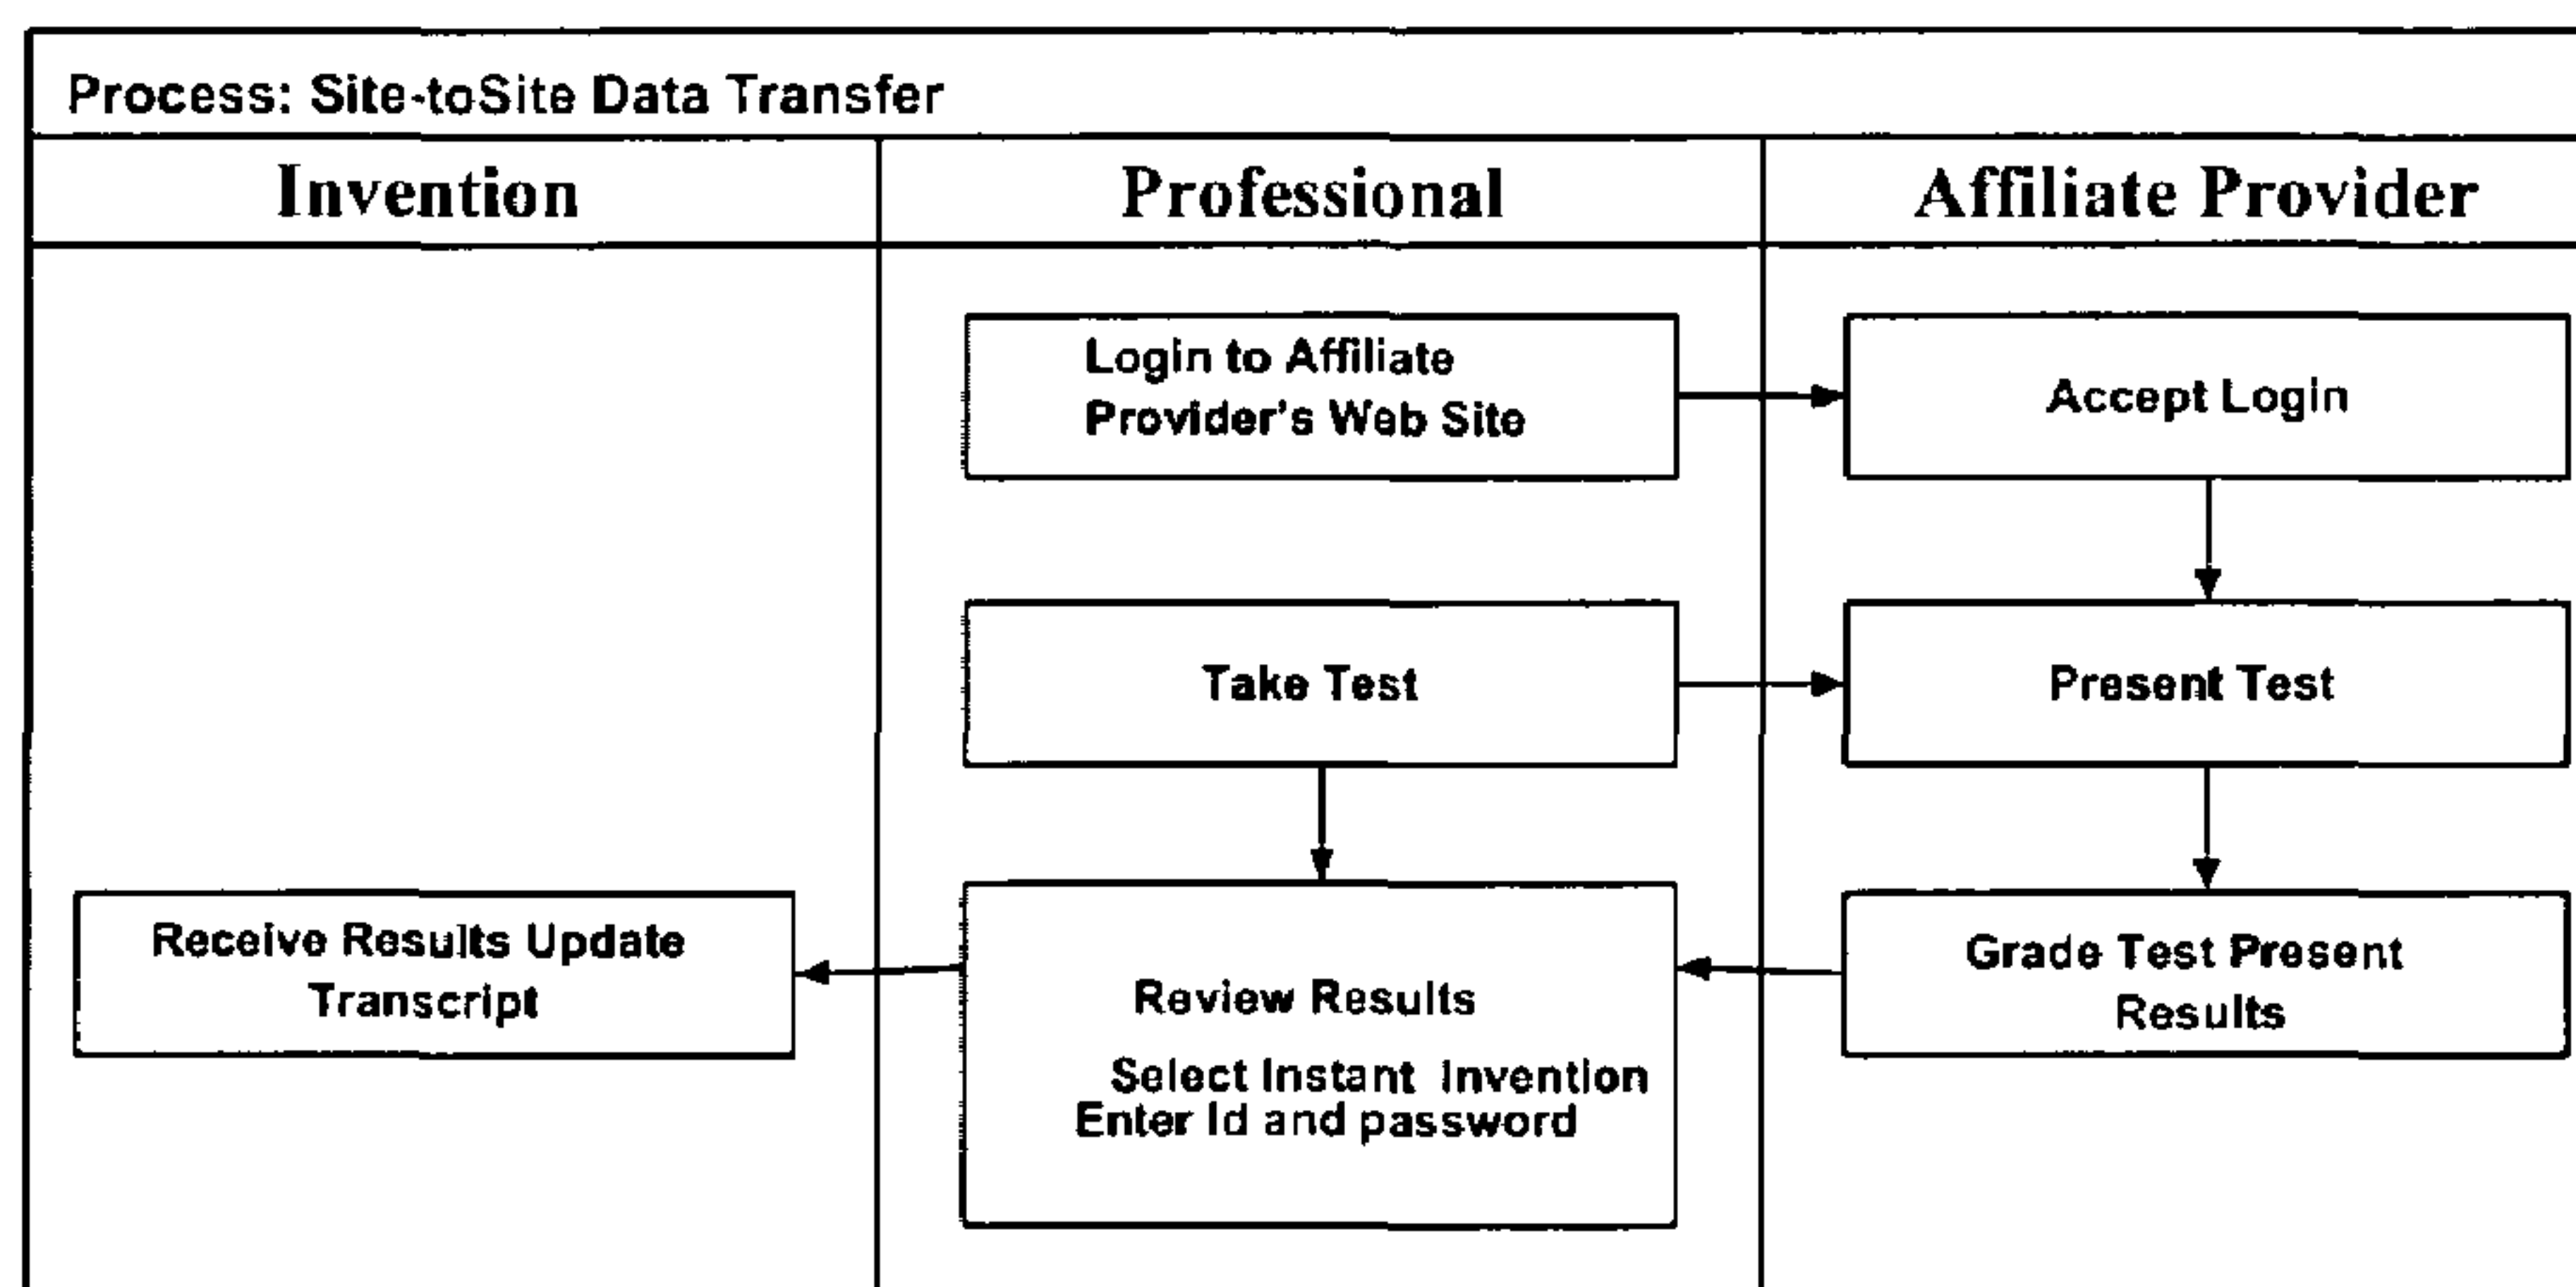 Process: Site-toSite Data Transfer
Invention
Professional
Affiliate Provider
Login to Affiliate
Provider's Web Site
Accept Login
Take Test
Present Test
Receive Results Update
Transcript
Review Results
Select Instant Invention
Enter Id and password
Grade Test Present
Results